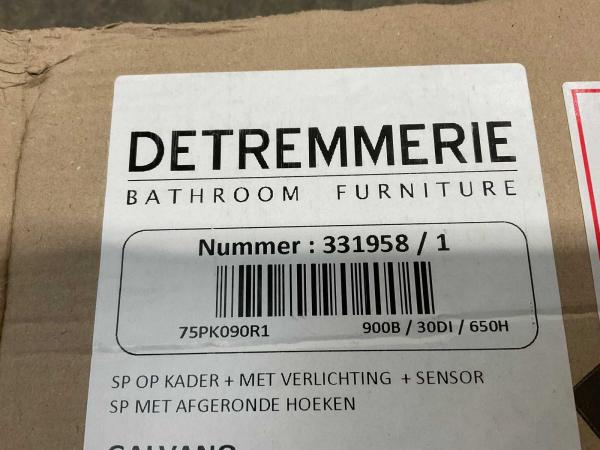 DETREMMERIE
BATHROOM FURNITURE
Nummer : 331958 / 1
75PK090R1 900B / 30DI / 650H
SP OP KADER + MET VERLICHTING + SENSOR
SP MET AFGERONDE HOEKEN